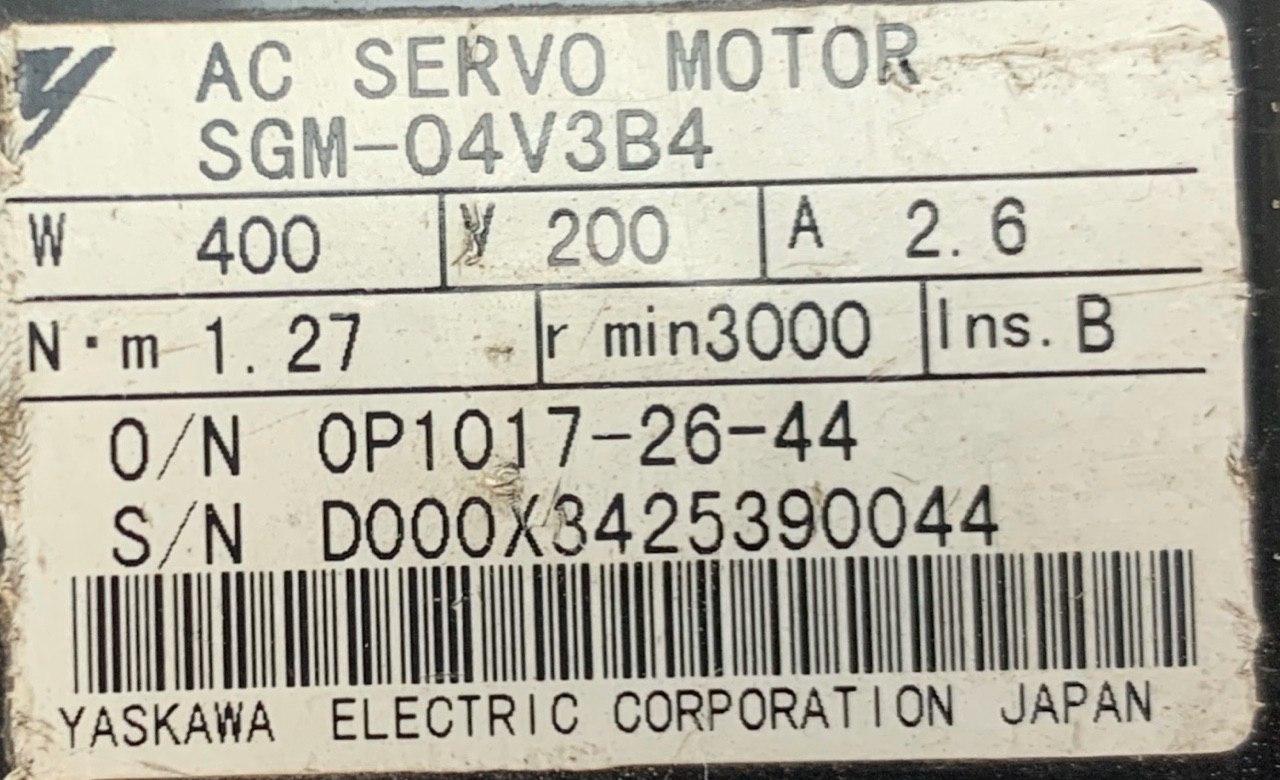 AC SERVO MOTOR
SGM-04V3B4
W 400 V 200 A 2.6
N·m 1.27 r/min 3000 Ins. B
O/N OP1017-26-44
S/N D000X3425390044
YASKAWA ELECTRIC CORPORATION JAPAN